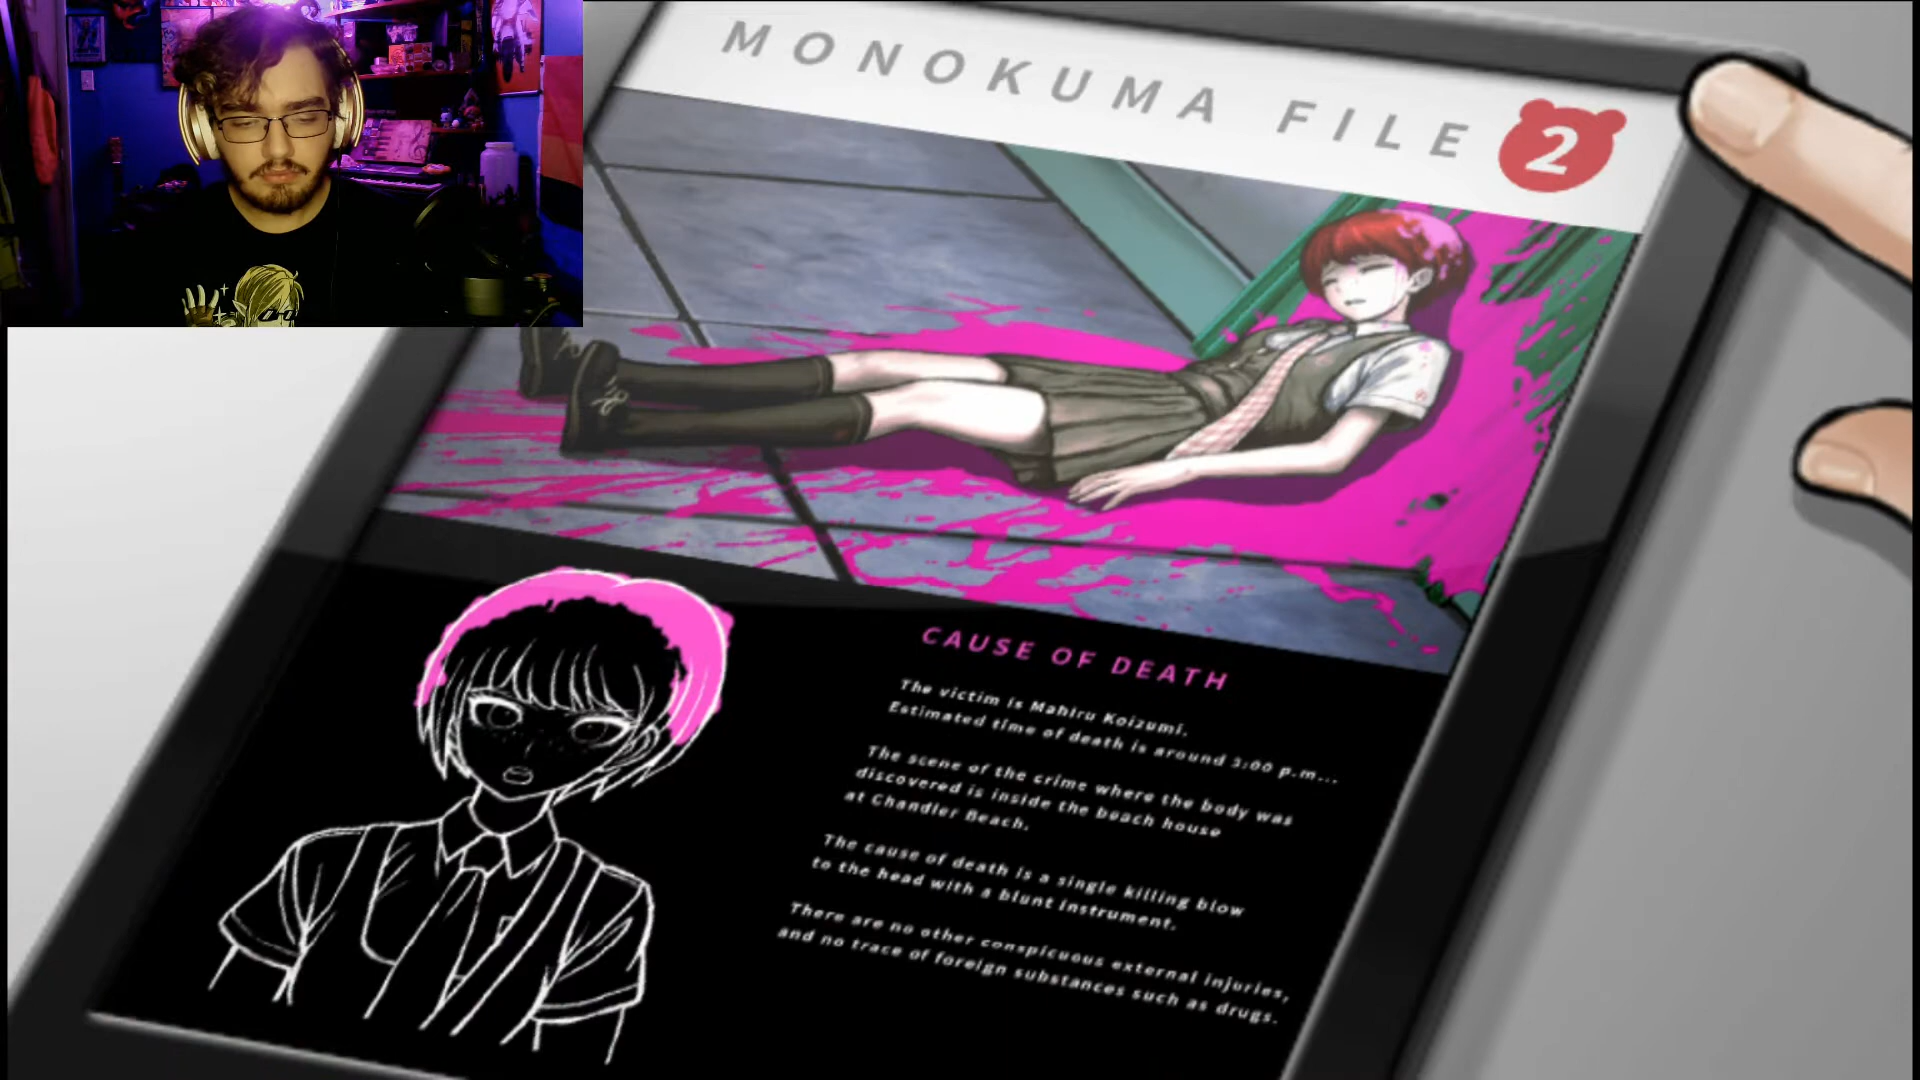 MONOKUMA FILE 2
CAUSE OF DEATH
The victim is Mahiru Koizumi.
Estimated time of death is around 2:00 p.m...
The scene of the crime where the body was
discovered is inside the beach house
at Chandler Beach.
The cause of death is a single killing blow
to the head with a blunt instrument.
There are no other conspicuous external injuries,
and no trace of foreign substances such as drugs.